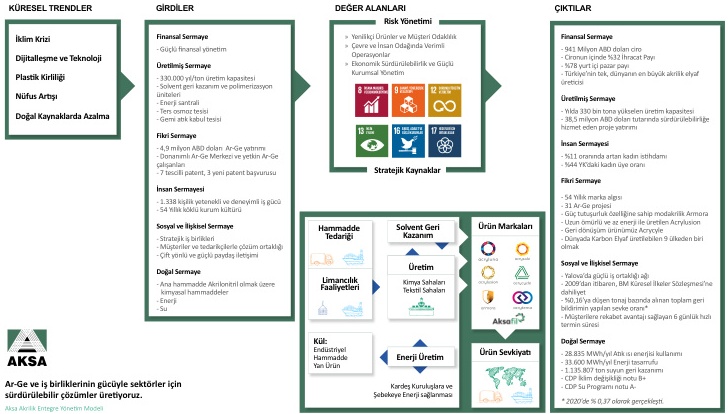 KÜRESEL TRENDLER
İklim Krizi
Dijitalleşme ve Teknoloji
Plastik Kirliliği
Nüfus Artışı
Doğal Kaynaklarda Azalma
GİRDİLER
Finansal Sermaye
- Güçlü finansal yönetim
Üretilmiş Sermaye
- 330.000 yıl/ton üretim kapasitesi
- Solvent geri kazanım ve polimerizasyon
üniteleri
- Enerji santrali
- Ters osmoz tesisi
- Gemi atık kabul tesisi
Fikri Sermaye
- 4,9 milyon ABD doları Ar-Ge yatırımı
- Donanımlı Ar-Ge Merkezi ve yetkin Ar-Ge
çalışanları
- 7 tescilli patent, 3 yeni patent başvurusu
İnsan Sermayesi
- 1.338 kişilik yetenekli ve deneyimli iş gücü
- 54 Yıllık köklü kurum kültürü
Sosyal ve İlişkisel Sermaye
- Stratejik iş birlikleri
- Müşteriler ve tedarikçilerle çözüm ortaklığı
- Çift yönlü ve güçlü paydaş iletişimi
Doğal Sermaye
- Ana hammadde Akrilonitril olmak üzere
kimyasal hammaddeler
- Enerji
- Su
DEĞER ALANLARI
Risk Yönetimi
» Yenilikçi Ürünler ve Müşteri Odaklılık
» Çevre ve İnsan Odağında Verimli
Operasyonlar
» Ekonomik Sürdürülebilirlik ve Güçlü
Kurumsal Yönetim
8
9
12
13
16
17
Stratejik Kaynaklar
Hammadde
Tedariği
Limancılık
Faaliyetleri
Kül:
Endüstriyel
Hammadde
Yan Ürün
Solvent Geri
Kazanım
Üretim
Kimya Sahaları
Tekstil Sahaları
Enerji Üretim
Kardeş Kuruluşlara ve
Şebekeye Enerji sağlanması
Ürün Markaları
Aksafil
Ürün Sevkiyatı
ÇIKTILAR
Finansal Sermaye
- 941 Milyon ABD doları ciro
- Cironun içinde %32 İhracat Payı
- %78 yurt içi pazar payı
- Türkiye'nin tek, dünyanın en büyük akrilik elyaf
üreticisi
Üretilmiş Sermaye
- Yılda 330 bin tona yükselen üretim kapasitesi
- 38,5 milyon ABD doları tutarında sürdürülebilirliğe
hizmet eden proje yatırımı
İnsan Sermayesi
- %11 oranında artan kadın istihdamı
- %44 YK'daki kadın üye oranı
Fikri Sermaye
- 54 Yıllık marka algısı
- 31 Ar-Ge projesi
- Güç tutuşurluk özelliğine sahip modakrilik Armora
- Uzun ömürlü ve az enerji ile üretilen Acrylusion
- Geri dönüşüm ürünümüz Acrycle
- Dünyada Karbon Elyaf üretilebilen 9 ülkeden biri
olmak
Sosyal ve İlişkisel Sermaye
- Yalova'da güçlü iş ortaklığı ağı
- 2009'dan itibaren, BM Küresel İlkeler Sözleşmesi'ne
dahiliyet
- %0,16'ya düşen tonaj bazında alınan toplam geri
bildirimin yapılan sevke oranı*
- Müşterilere rekabet avantajı sağlayan 6 günlük hızlı
termin süresi
Doğal Sermaye
- 28.835 MWh/yıl Atık ısı enerjisi kullanımı
- 33.600 MWh/yıl Enerji tasarrufu
- 1.135.807 ton suyun geri kazanımı
- CDP İklim değişikliği notu B+
- CDP Su Programı notu A-
* 2020'de % 0,37 olarak gerçekleşti.
AKSA
Ar-Ge ve iş birliklerinin gücüyle sektörler için
sürdürülebilir çözümler üretiyoruz.
Aksa Akrilik Entegre Yönetim Modeli